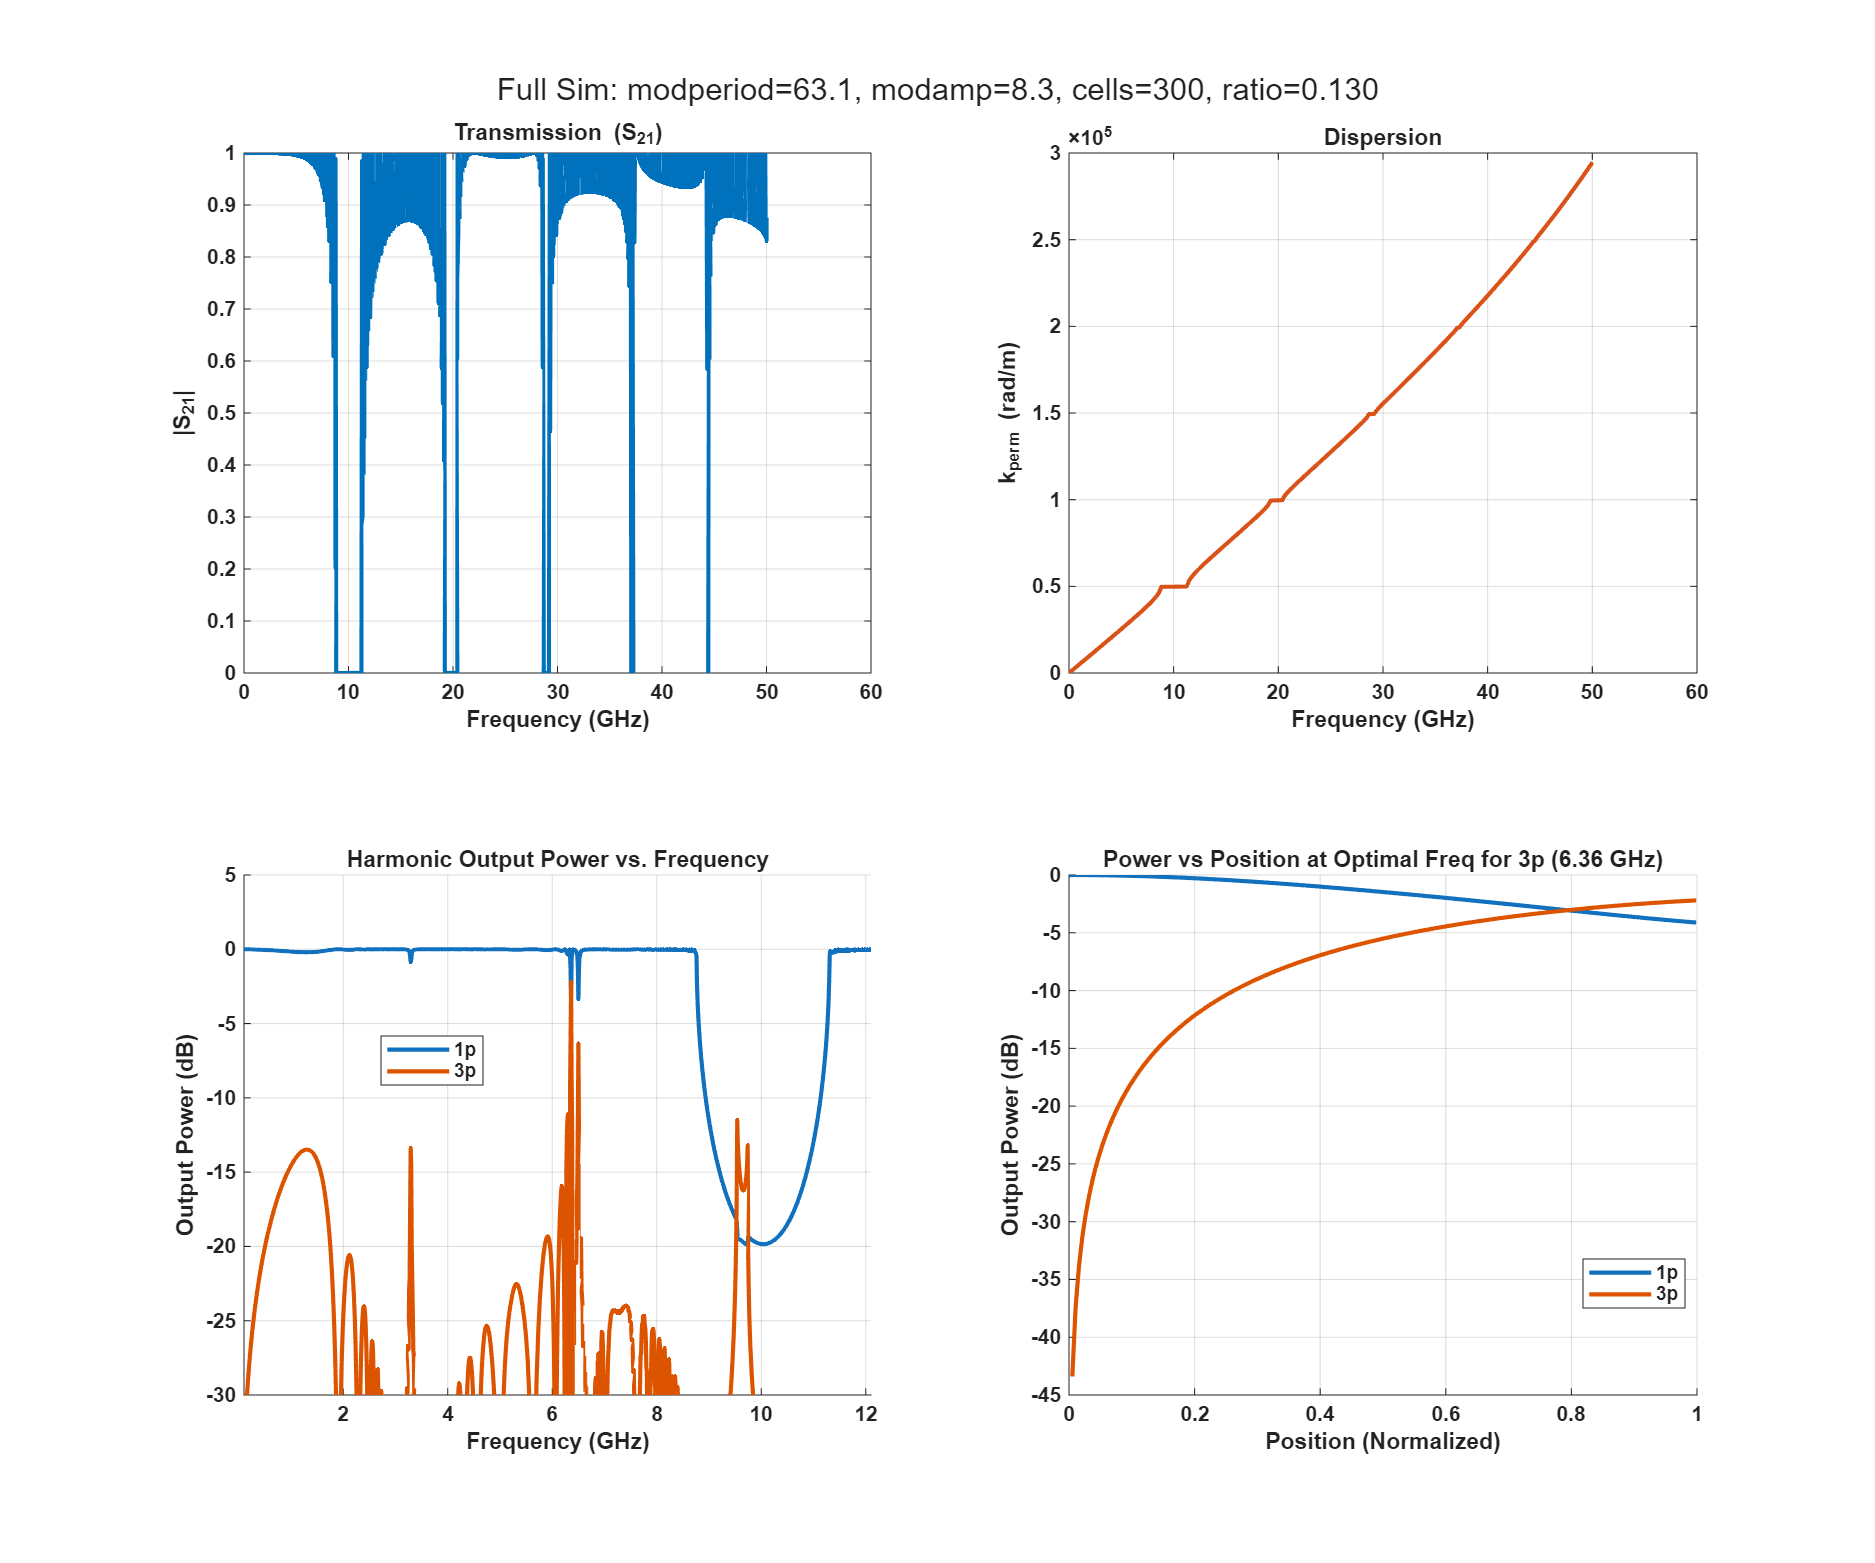 Full Sim: modperiod=63.1, modamp=8.3, cells=300, ratio=0.130
Transmission (S21)
1
0.9
0.8
0.7
0.6
0.5
0.4
0.3
0.2
0.1
0
|S21|
0 10 20 30 40 50 60
Frequency (GHz)
×10^5
Dispersion
3
2.5
2
1.5
1
0.5
0
kperm (rad/m)
0 10 20 30 40 50 60
Frequency (GHz)
Harmonic Output Power vs. Frequency
5
0
-5
-10
-15
-20
-25
-30
Output Power (dB)
1p
3p
2 4 6 8 10 12
Frequency (GHz)
Power vs Position at Optimal Freq for 3p (6.36 GHz)
0
-5
-10
-15
-20
-25
-30
-35
-40
-45
Output Power (dB)
1p
3p
0 0.2 0.4 0.6 0.8 1
Position (Normalized)